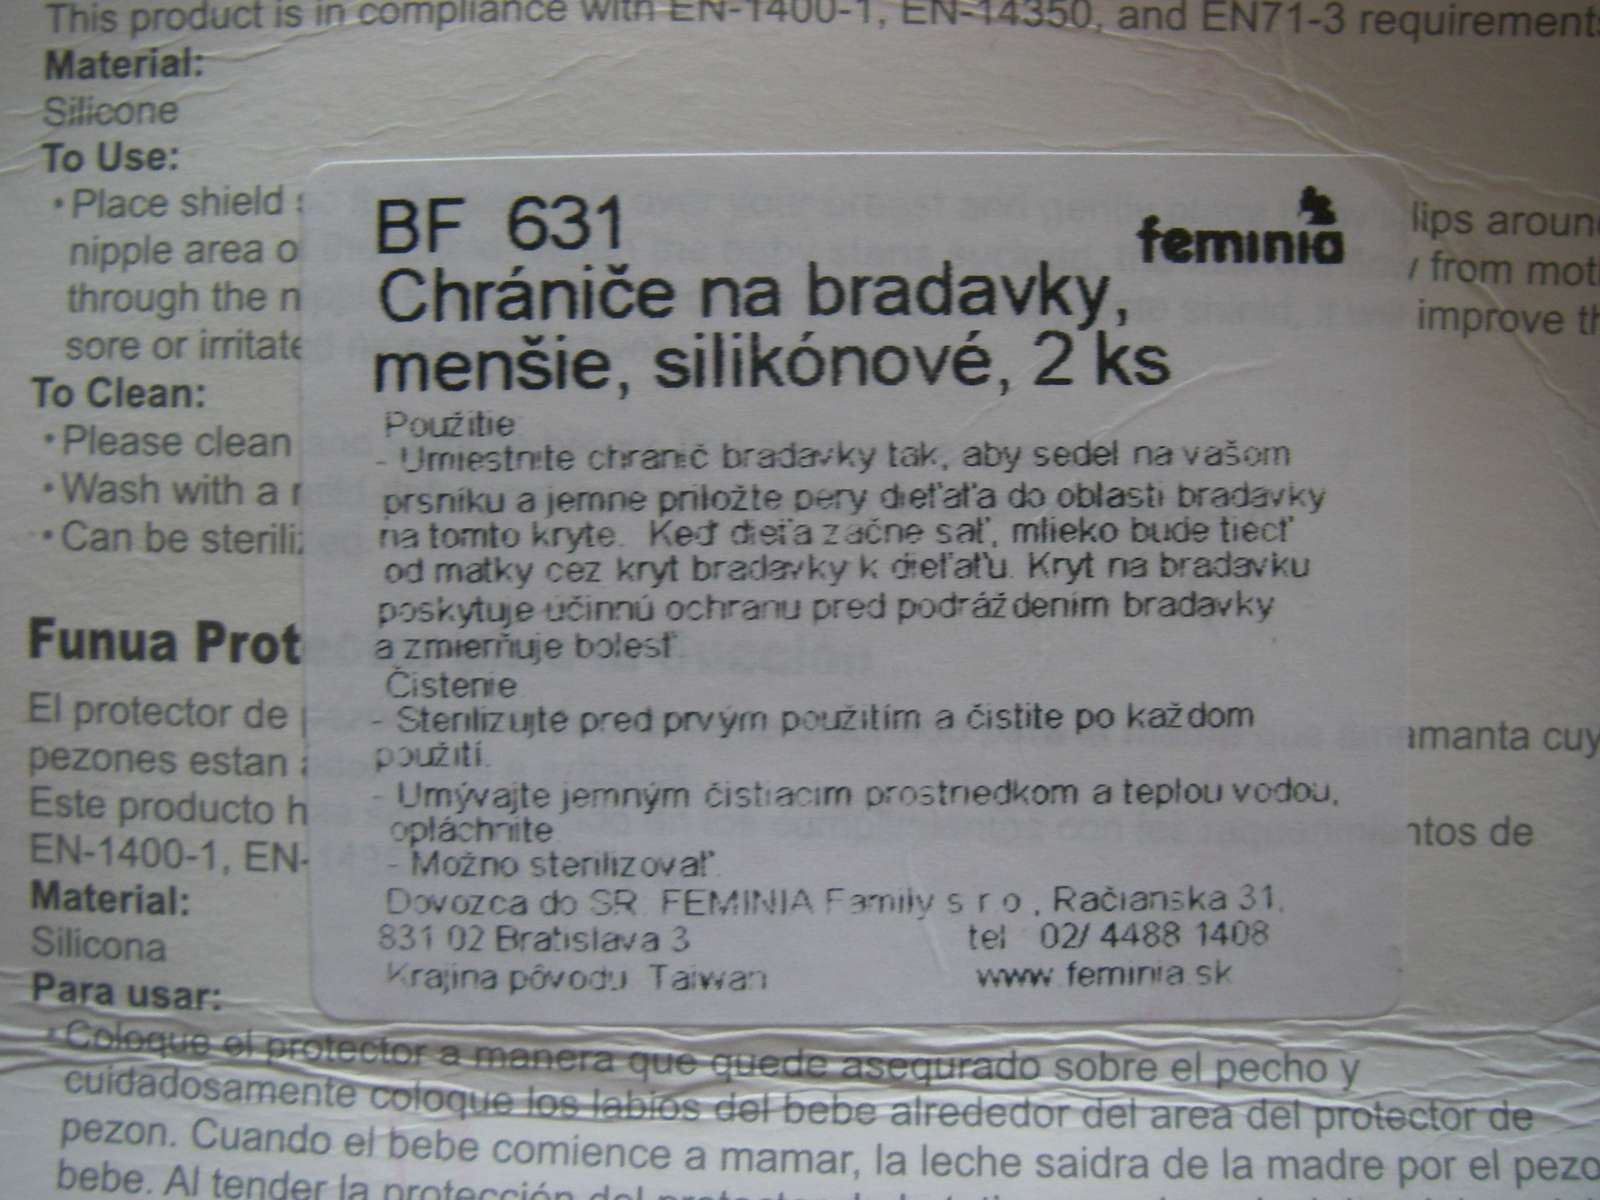 This product is in compliance with EN-1400-1, EN-14350, and EN71-3 requirements
Material:
Silicone
To Use:
• Place shield
nipple area o
through the n
sore or irritate
lips aroun
from mot
improve th
To Clean:
• Please clean
• Wash with a
• Can be steriliz
Funua Prot
El protector de
pezones estan
Este producto h
EN-1400-1, EN-
amanta cuy
ntos de
Material:
Silicona
Para usar:
• Coloque el protector a manera que quede asegurado sobre el pecho y
cuidadosamente coloque los labios del bebe alrededor del area del protector de
pezon. Cuando el bebe comience a mamar, la leche saidra de la madre por el pezo
bebe. Al tender la protección del
BF 631
feminia
Chrániče na bradavky,
menšie, silikónové, 2 ks
Použitie
- Umiestnite chranič bradavky tak, aby sedel na vašom
prsníku a jemne priložte pery dieťaťa do oblasti bradavky
na tomto kryte. Keď dieťa začne sať, mlieko bude tiecť
od matky cez kryt bradavky k dieťaťu. Kryt na bradavku
poskytuje účinnú ochranu pred podráždením bradavky
a zmierňuje bolesť.
Čistenie
- Sterilizujte pred prvým použitím a čistite po každom
použití.
- Umývajte jemným čistiacim prostriedkom a teplou vodou,
opláchnite
- Možno sterilizovať.
Dovozca do SR FEMINIA Family s r.o., Račianska 31,
831 02 Bratislava 3 tel 02/ 4488 1408
Krajina pôvodu Taiwan www.feminia.sk